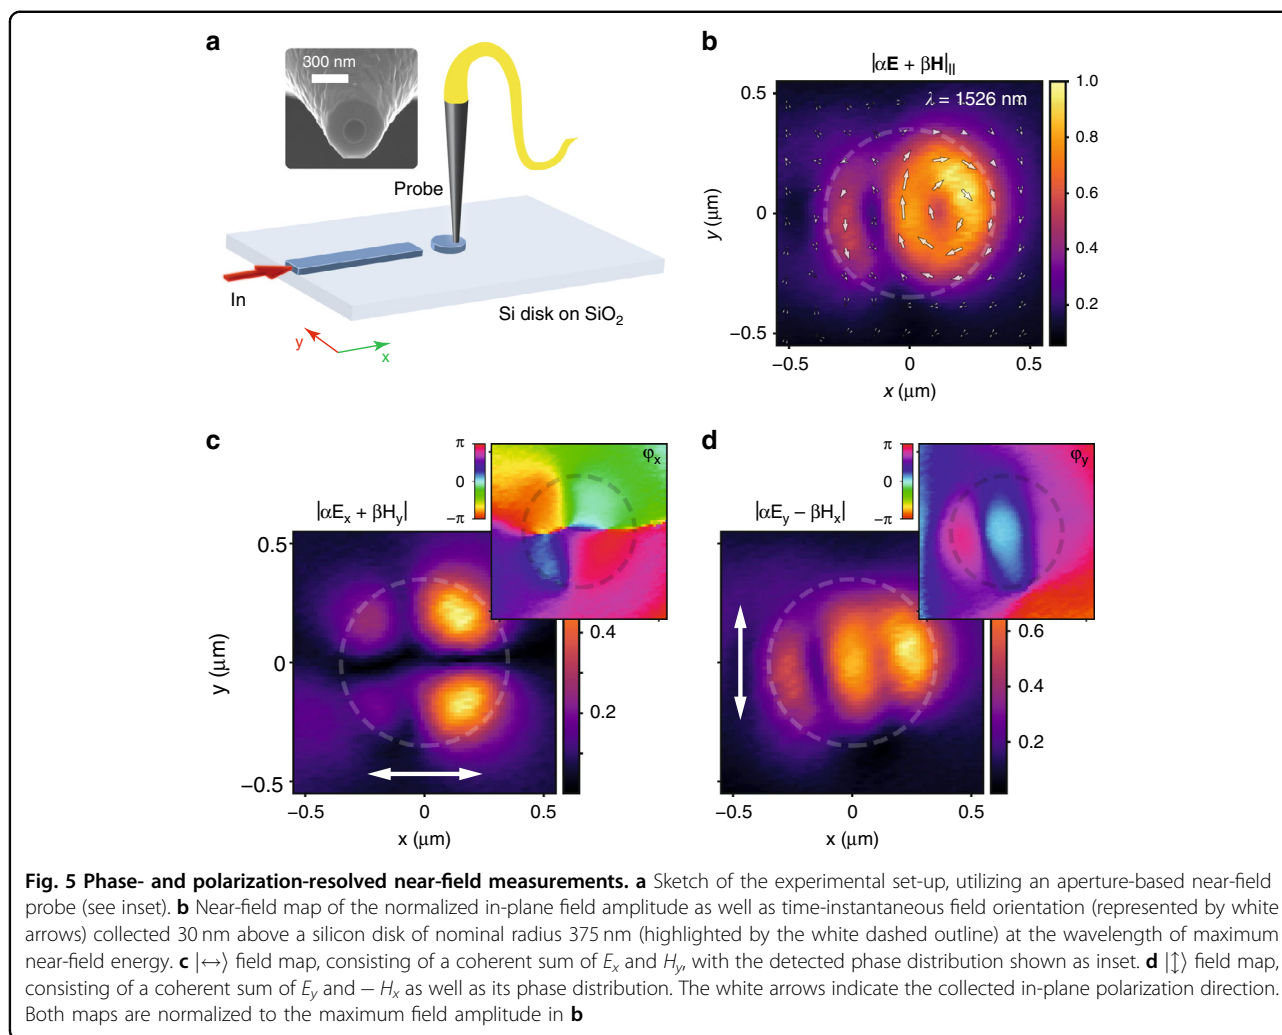 a
300 nm
Probe
In
Si disk on SiO₂
y
x
b
|αE + βH|ǁ
λ = 1526 nm
0.5
0
−0.5
y (μm)
−0.5
0
0.5
x (μm)
1.0
0.8
0.6
0.4
0.2
c
|αEₓ + βHᵧ|
π
0
−π
φₓ
0.5
0
−0.5
y (μm)
−0.5
0
0.5
x (μm)
0.4
0.2
d
|αEᵧ − βHₓ|
π
0
−π
φᵧ
−0.5
0
0.5
x (μm)
0.6
0.4
0.2
Fig. 5 Phase- and polarization-resolved near-field measurements. a Sketch of the experimental set-up, utilizing an aperture-based near-field
probe (see inset). b Near-field map of the normalized in-plane field amplitude as well as time-instantaneous field orientation (represented by white
arrows) collected 30 nm above a silicon disk of nominal radius 375 nm (highlighted by the white dashed outline) at the wavelength of maximum
near-field energy. c |↔⟩ field map, consisting of a coherent sum of Eₓ and Hᵧ, with the detected phase distribution shown as inset. d |↕⟩ field map,
consisting of a coherent sum of Eᵧ and − Hₓ as well as its phase distribution. The white arrows indicate the collected in-plane polarization direction.
Both maps are normalized to the maximum field amplitude in b